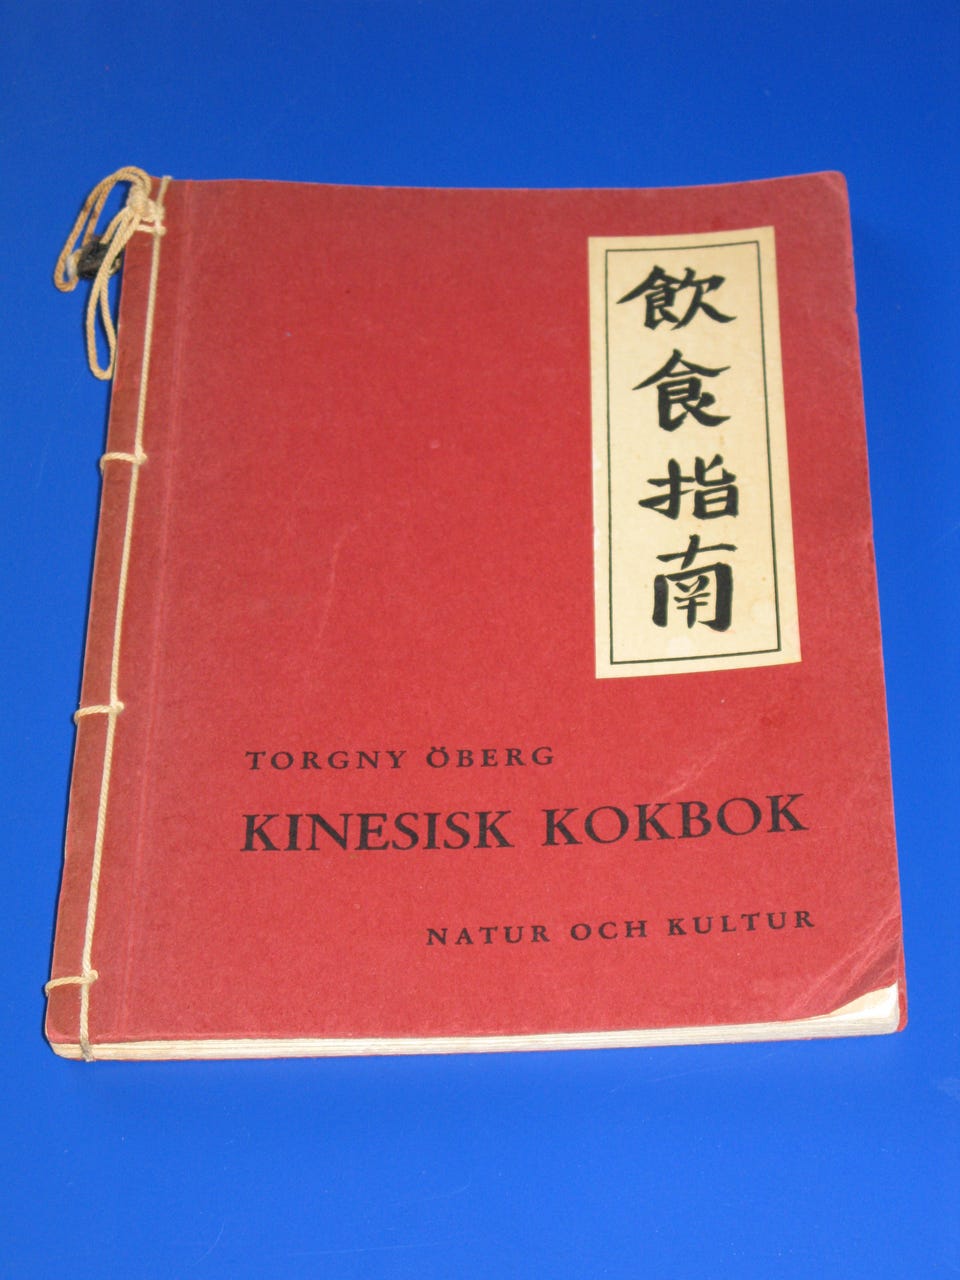 飲食指南
TORGNY ÖBERG
KINESISK KOKBOK
NATUR OCH KULTUR